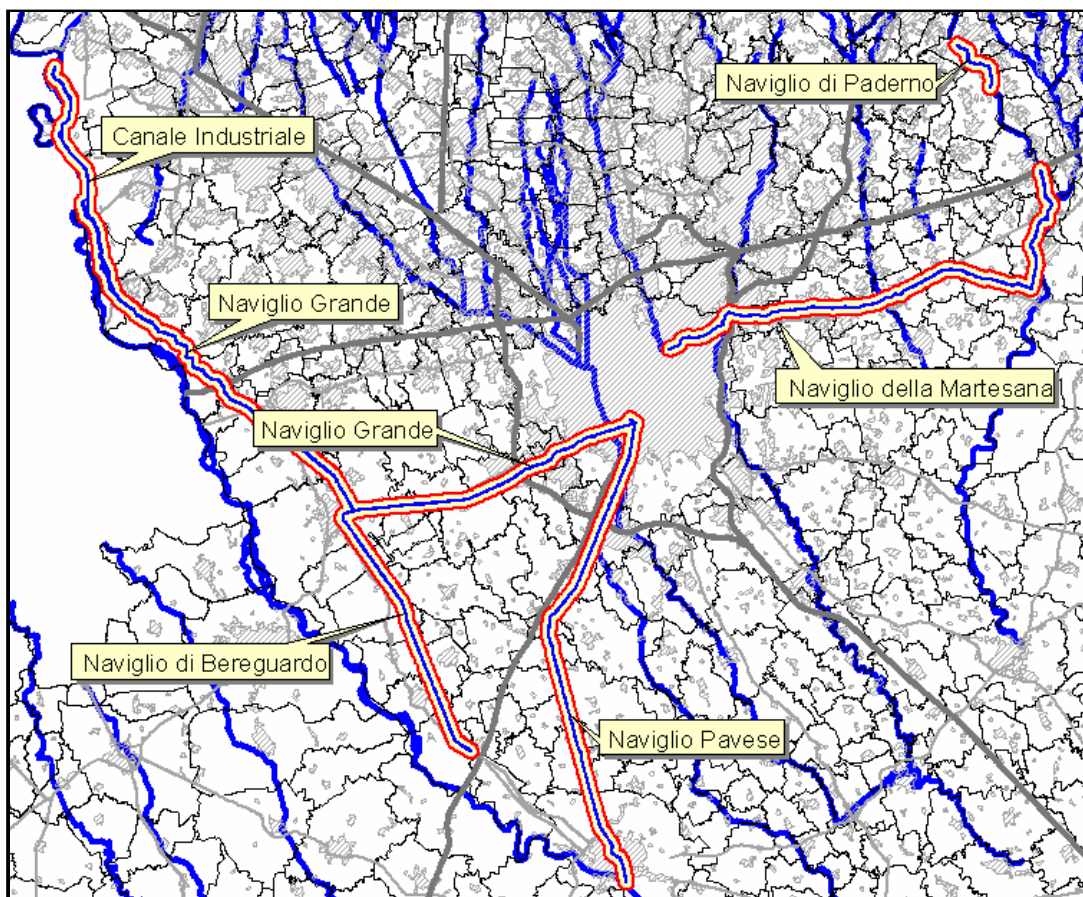 Naviglio di Paderno
Canale Industriale
Naviglio Grande
Naviglio della Martesana
Naviglio Grande
Naviglio di Bereguardo
Naviglio Pavese